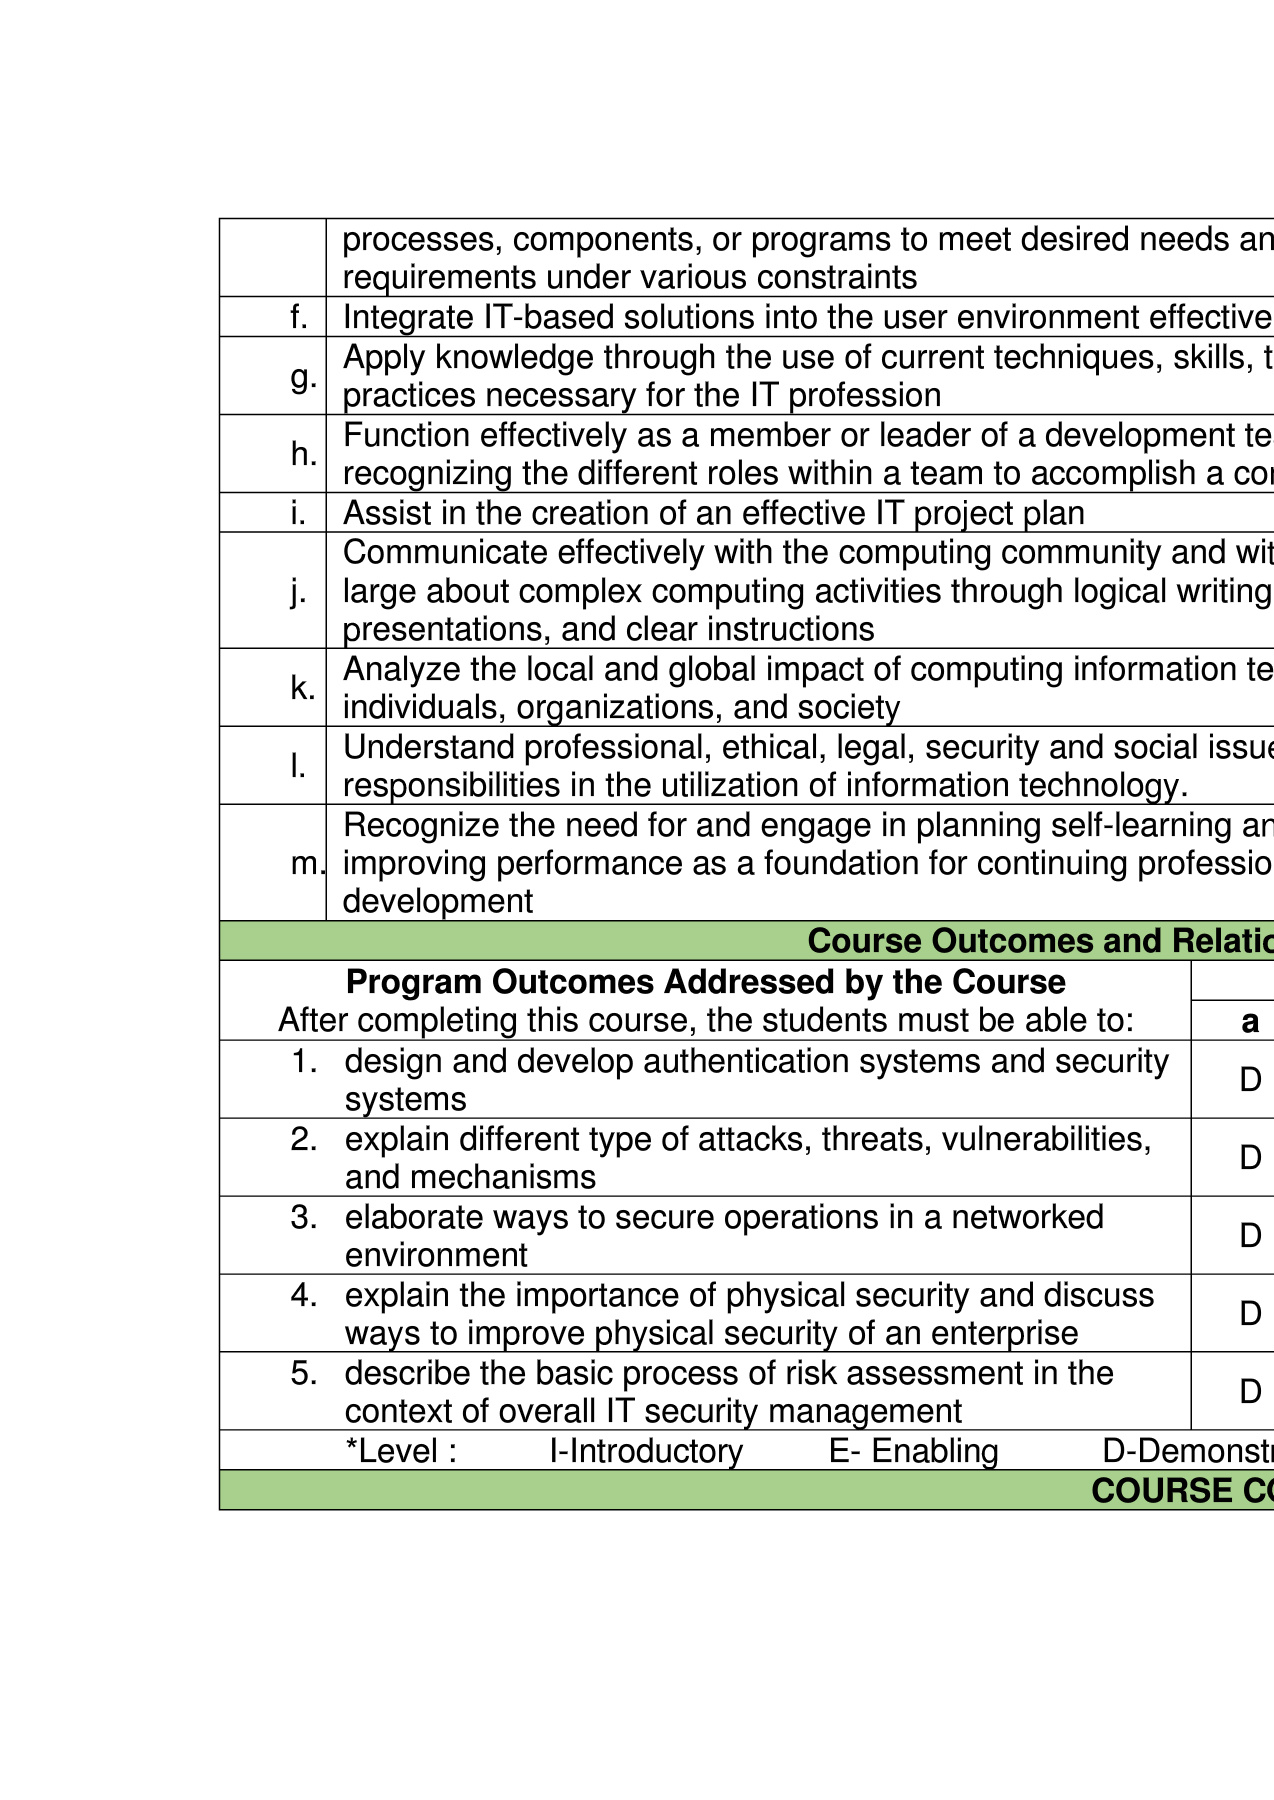 processes, components, or programs to meet desired needs an
requirements under various constraints
f. Integrate IT-based solutions into the user environment effective
g. Apply knowledge through the use of current techniques, skills, t
practices necessary for the IT profession
h. Function effectively as a member or leader of a development te
recognizing the different roles within a team to accomplish a co
i. Assist in the creation of an effective IT project plan
j. Communicate effectively with the computing community and wit
large about complex computing activities through logical writing
presentations, and clear instructions
k. Analyze the local and global impact of computing information te
individuals, organizations, and society
l. Understand professional, ethical, legal, security and social issue
responsibilities in the utilization of information technology.
m. Recognize the need for and engage in planning self-learning an
improving performance as a foundation for continuing professio
development
Course Outcomes and Relatio
Program Outcomes Addressed by the Course
After completing this course, the students must be able to:
a
1. design and develop authentication systems and security
systems
D
2. explain different type of attacks, threats, vulnerabilities,
and mechanisms
D
3. elaborate ways to secure operations in a networked
environment
D
4. explain the importance of physical security and discuss
ways to improve physical security of an enterprise
D
5. describe the basic process of risk assessment in the
context of overall IT security management
D
*Level : I-Introductory E- Enabling D-Demonstr
COURSE CO